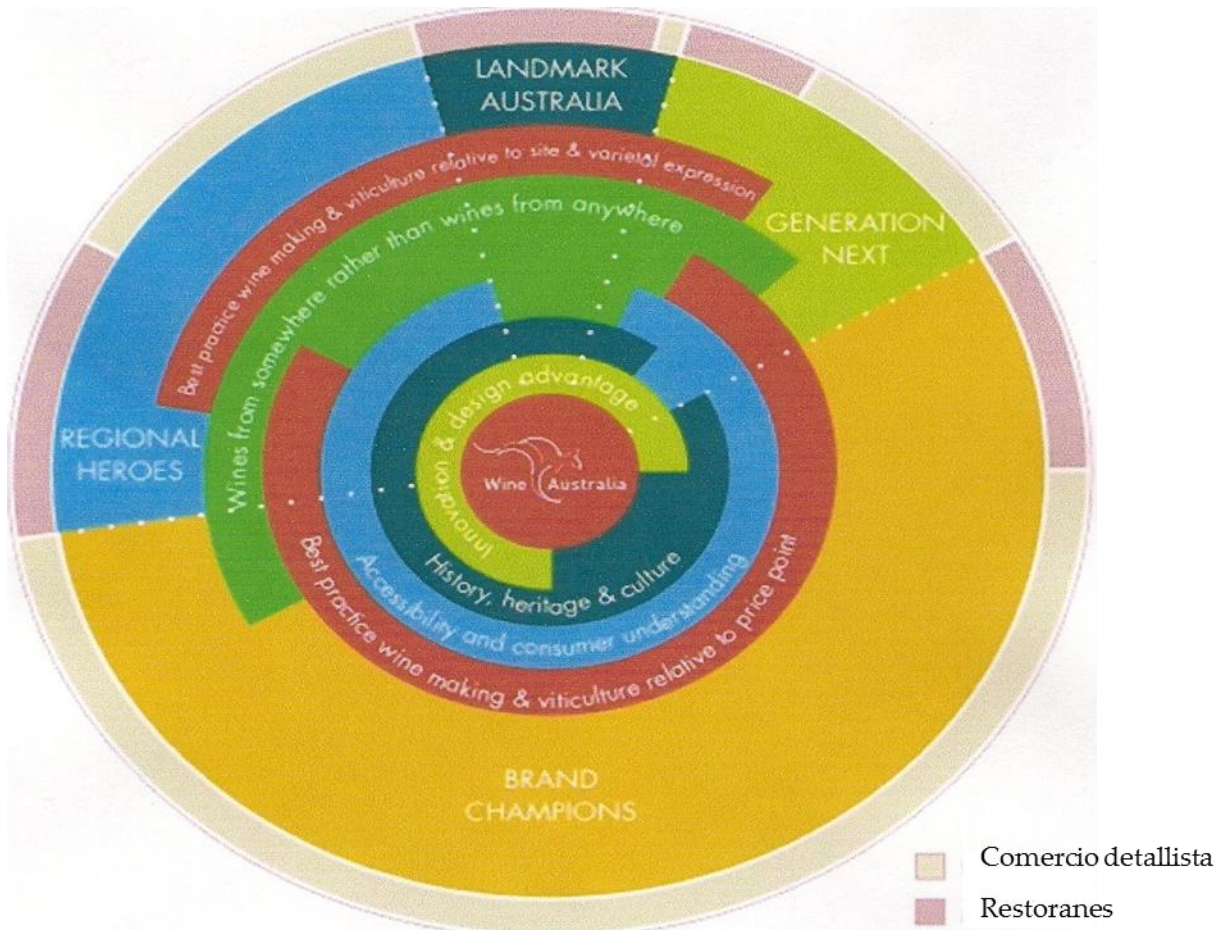 LANDMARK
AUSTRALIA
Best practice wine making & viticulture relative to site & varietal expression
GENERATION
NEXT
Wines from somewhere rather than wines from anywhere
REGIONAL
HEROES
Innovation & design advantage
Wine Australia
History, heritage & culture
Accessibility and consumer understanding
Best practice wine making & viticulture relative to price point
BRAND
CHAMPIONS
Comercio detallista
Restoranes